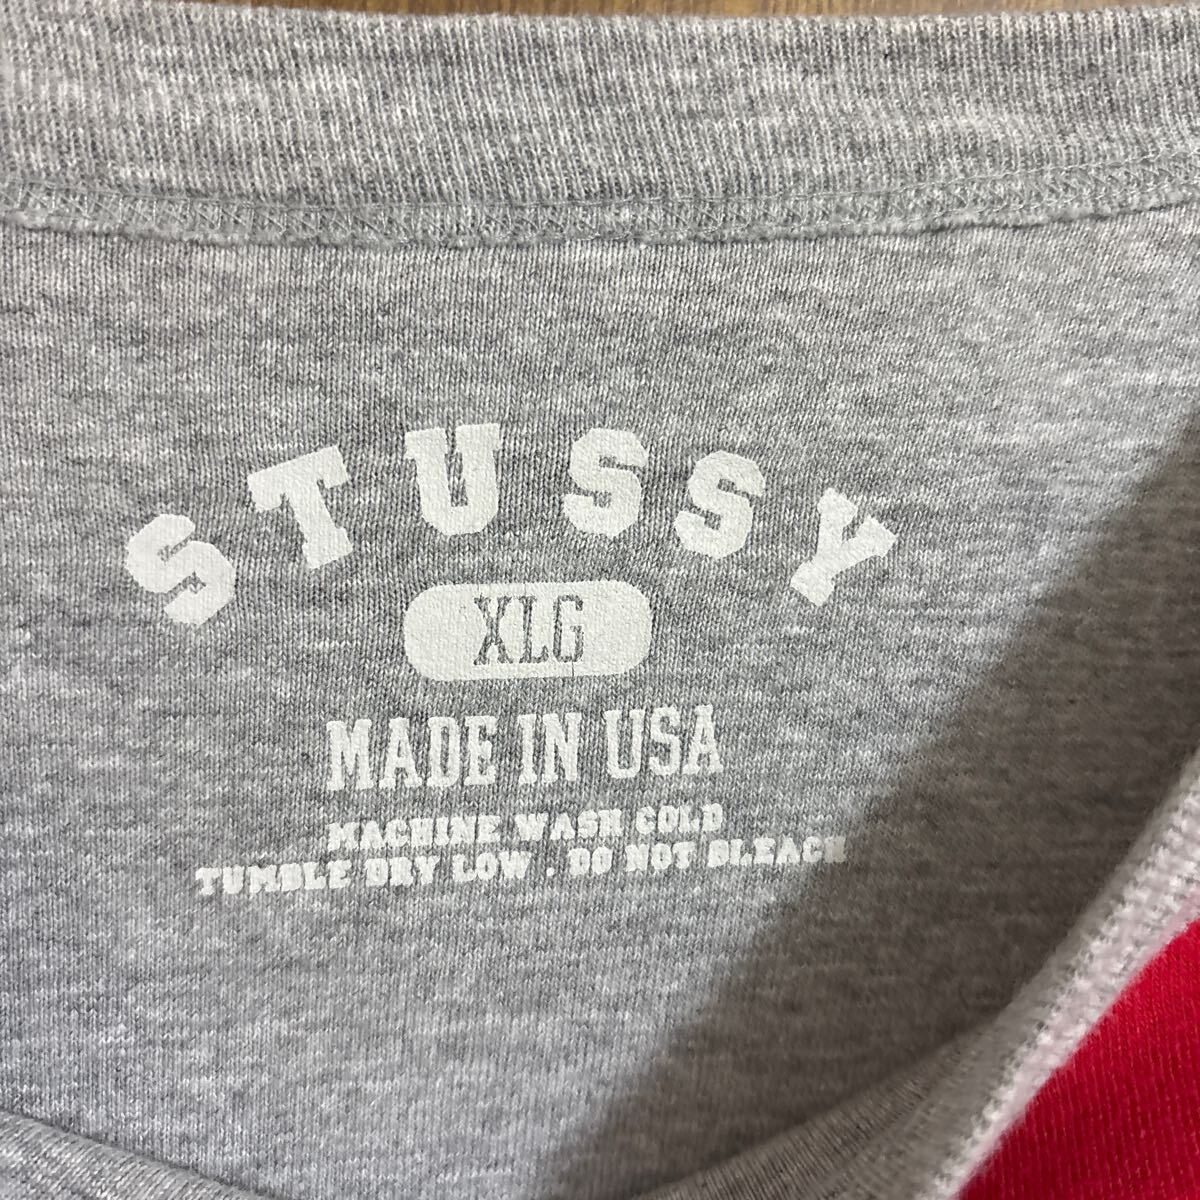 STUSSY
XLG
MADE IN USA
MACHINE WASH COLD
TUMBLE DRY LOW . DO NOT BLEACH